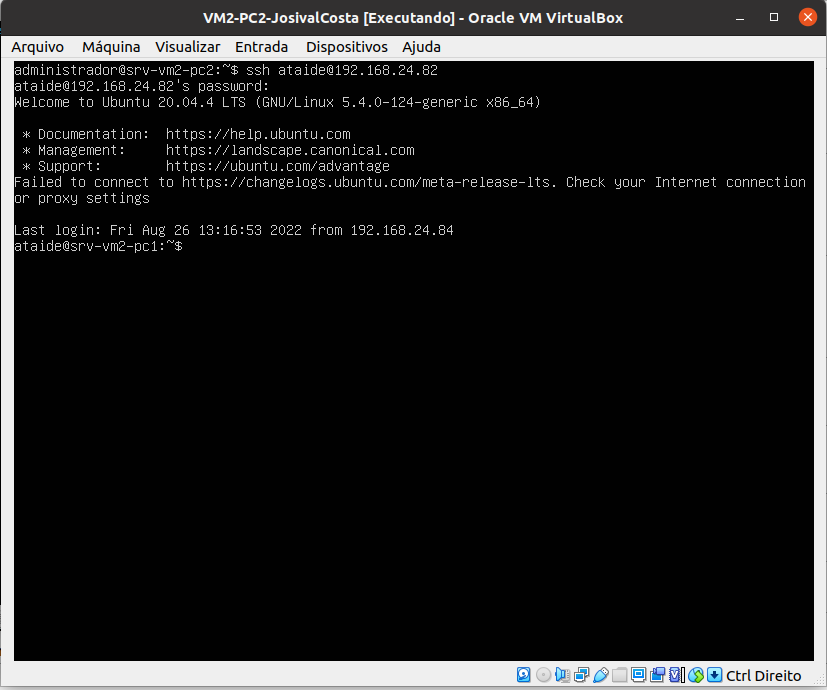 VM2-PC2-JosivalCosta [Executando] - Oracle VM VirtualBox
Arquivo Máquina Visualizar Entrada Dispositivos Ajuda
administrador@srv-vm2-pc2:~$ ssh ataide@192.168.24.82
ataide@192.168.24.82's password:
Welcome to Ubuntu 20.04.4 LTS (GNU/Linux 5.4.0-124-generic x86_64)
* Documentation: https://help.ubuntu.com
* Management: https://landscape.canonical.com
* Support: https://ubuntu.com/advantage
Failed to connect to https://changelogs.ubuntu.com/meta-release-lts. Check your Internet connection
or proxy settings
Last login: Fri Aug 26 13:16:53 2022 from 192.168.24.84
ataide@srv-vm2-pc1:~$
Ctrl Direito